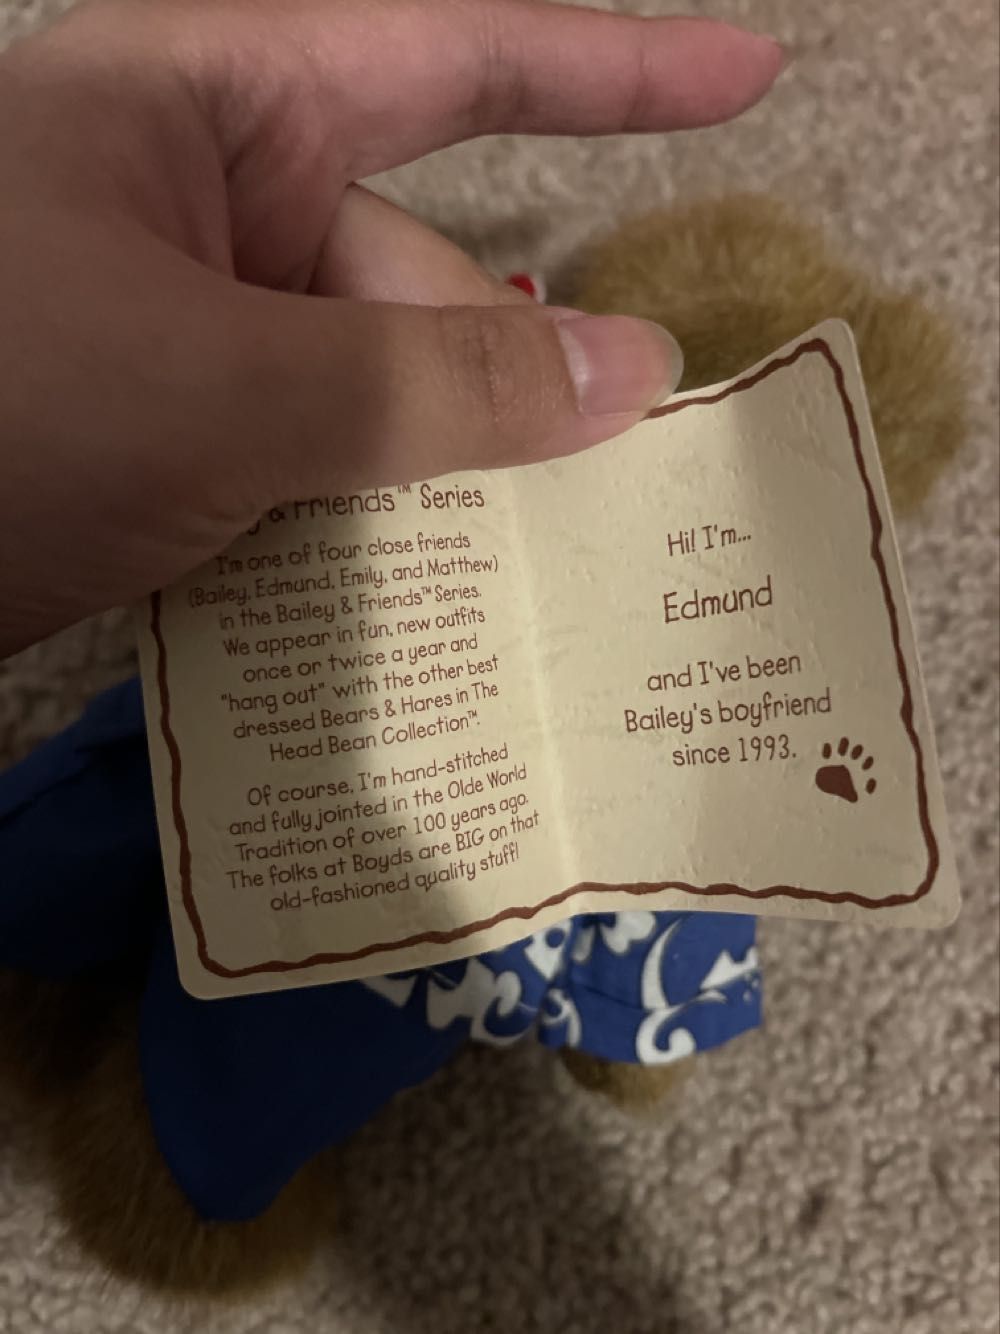 & Friends™ Series
I'm one of four close friends
(Bailey, Edmund, Emily, and Matthew)
in the Bailey & Friends™ Series.
We appear in fun, new outfits
once or twice a year and
"hang out" with the other best
dressed Bears & Hares in The
Head Bean Collection™.
Of course, I'm hand-stitched
and fully jointed in the Olde World
Tradition of over 100 years ago.
The folks at Boyds are BIG on that
old-fashioned quality stuff!
Hi! I'm...
Edmund
and I've been
Bailey's boyfriend
since 1993.